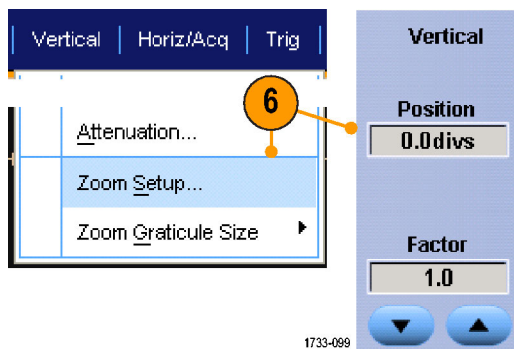 Vertical Horiz/Acq Trig
6
Attenuation...
Zoom Setup...
Zoom Graticule Size
Vertical
Position
0.0divs
Factor
1.0
1733-099